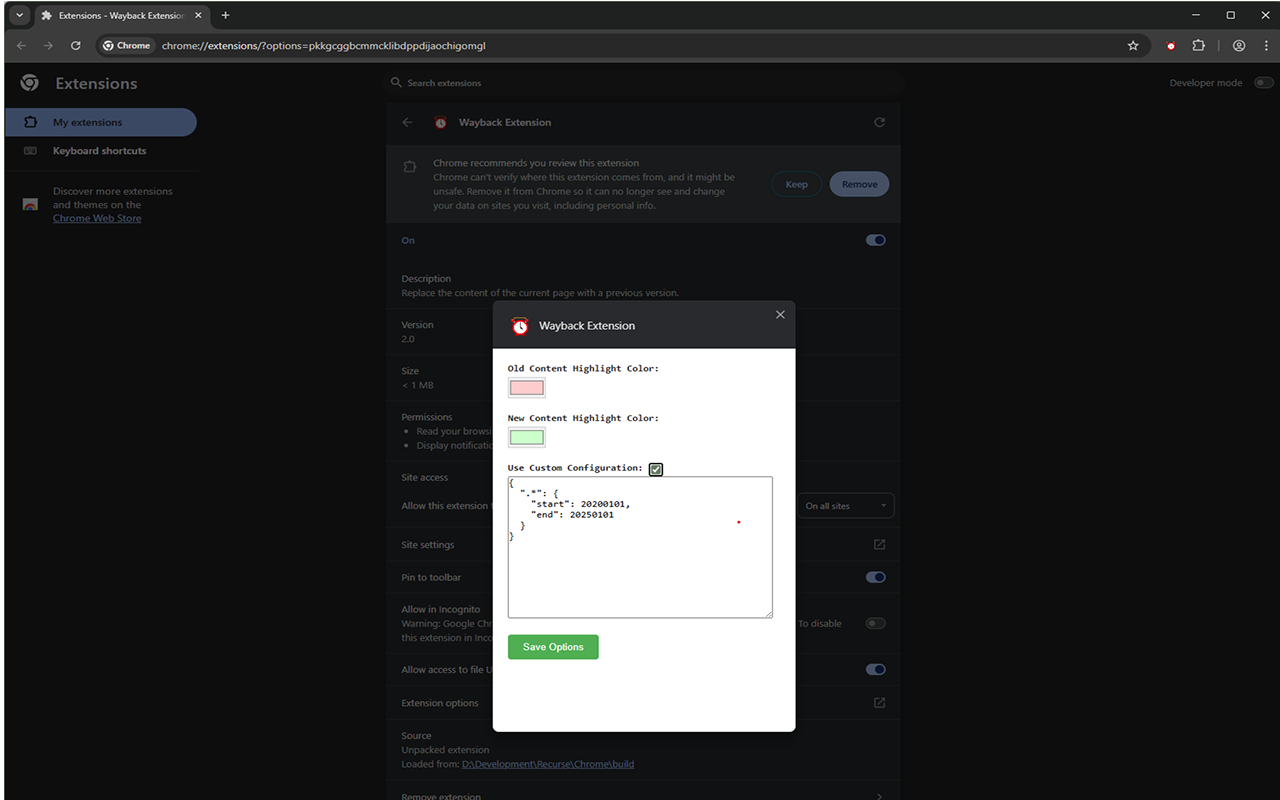 Extensions - Wayback Extension
Chrome
chrome://extensions/?options=pkkgcggbcmmcklibdppdijaochigomgl
Extensions
Search extensions
Developer mode
My extensions
Keyboard shortcuts
Discover more extensions
and themes on the
Chrome Web Store
Wayback Extension
Chrome recommends you review this extension
Chrome can't verify where this extension comes from, and it might be
unsafe. Remove it from Chrome so it can no longer see and change
your data on sites you visit, including personal info.
Keep
Remove
On
Description
Replace the content of the current page with a previous version.
Version
2.0
Size
< 1 MB
Permissions
Read your browsi
Display notificatio
Site access
Allow this extension
On all sites
Site settings
Pin to toolbar
Allow in Incognito
Warning: Google Chr
To disable
this extension in Inco
Allow access to file U
Extension options
Source
Unpacked extension
Loaded from: D:\Development\Recurse\Chrome\build
Remove extension
Wayback Extension
Old Content Highlight Color:
New Content Highlight Color:
Use Custom Configuration:
{
".*": {
"start": 20200101,
"end": 20250101
}
}
Save Options